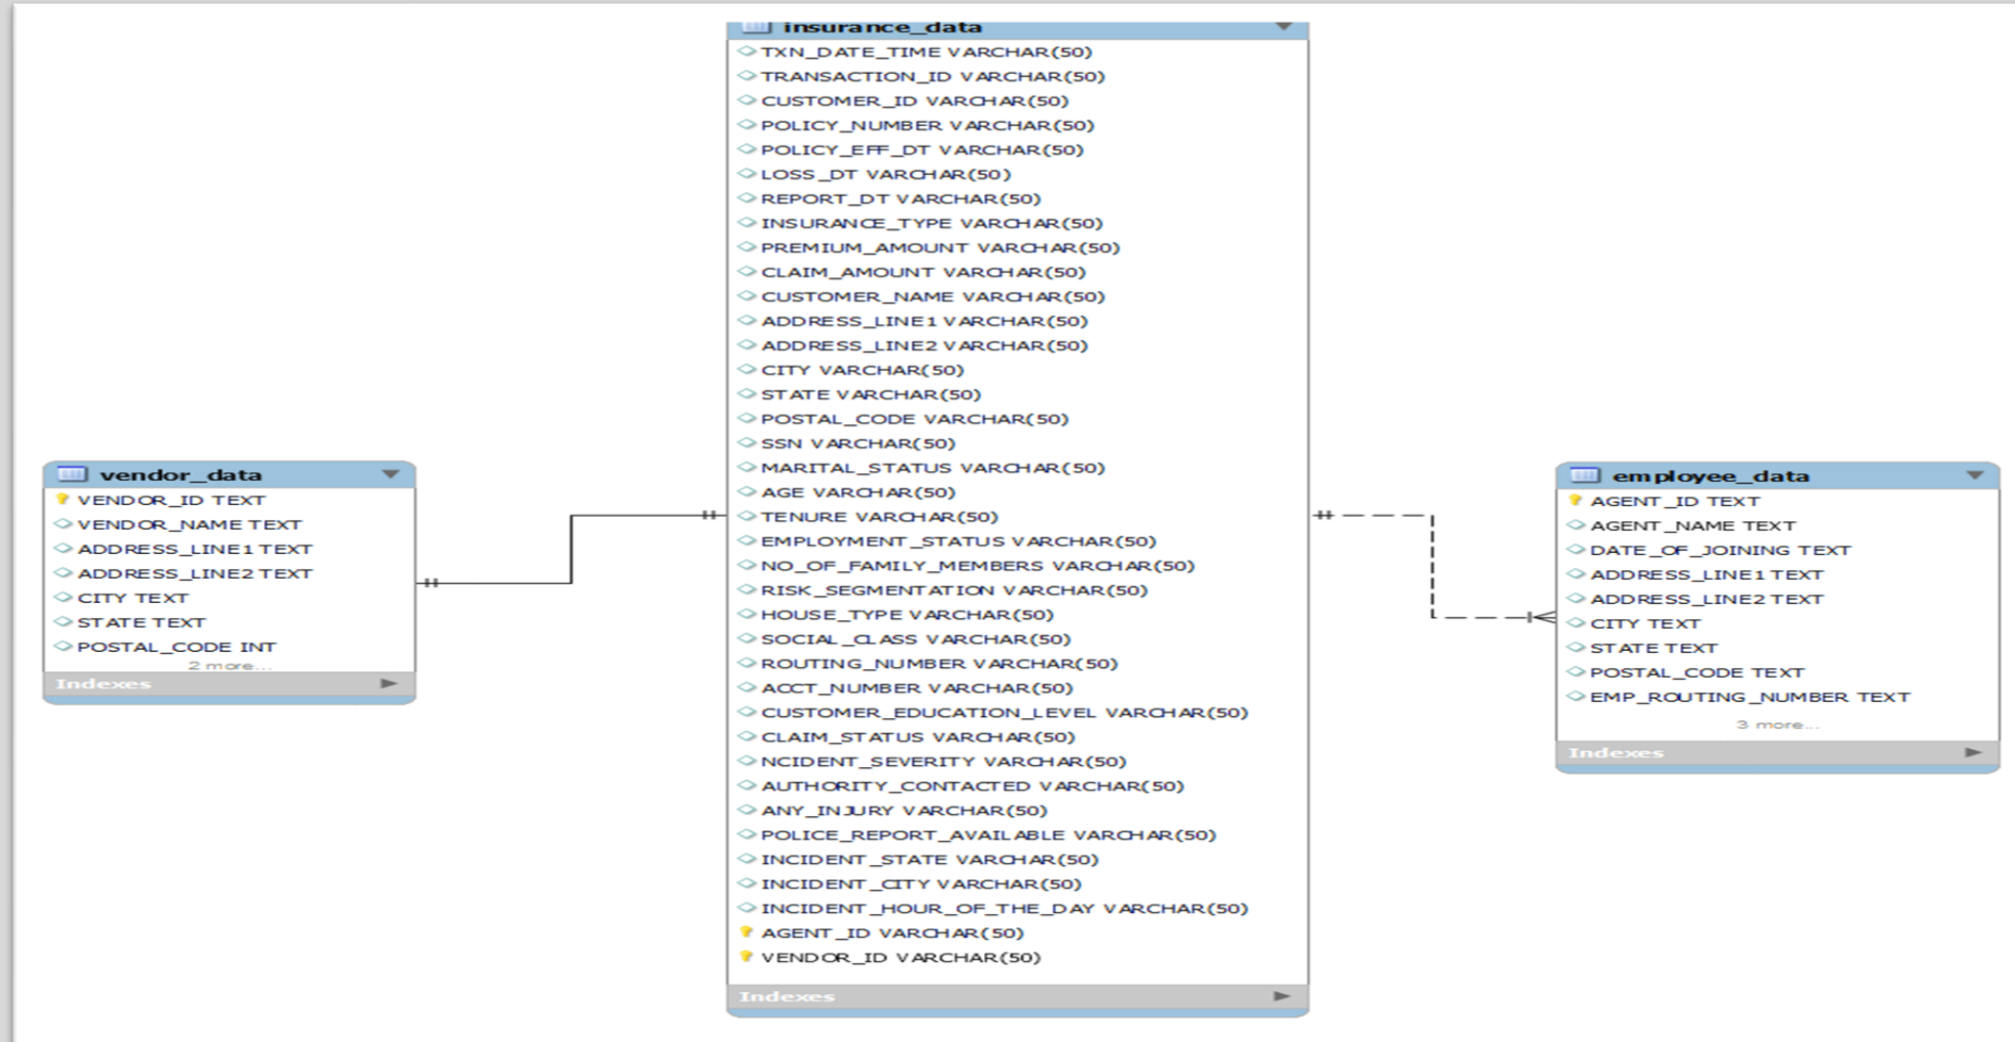 insurance_data
TXN_DATE_TIME VARCHAR(50)
TRANSACTION_ID VARCHAR(50)
CUSTOMER_ID VARCHAR(50)
POLICY_NUMBER VARCHAR(50)
POLICY_EFF_DT VARCHAR(50)
LOSS_DT VARCHAR(50)
REPORT_DT VARCHAR(50)
INSURANCE_TYPE VARCHAR(50)
PREMIUM_AMOUNT VARCHAR(50)
CLAIM_AMOUNT VARCHAR(50)
CUSTOMER_NAME VARCHAR(50)
ADDRESS_LINE1 VARCHAR(50)
ADDRESS_LINE2 VARCHAR(50)
CITY VARCHAR(50)
STATE VARCHAR(50)
POSTAL_CODE VARCHAR(50)
SSN VARCHAR(50)
MARITAL_STATUS VARCHAR(50)
AGE VARCHAR(50)
TENURE VARCHAR(50)
EMPLOYMENT_STATUS VARCHAR(50)
NO_OF_FAMILY_MEMBERS VARCHAR(50)
RISK_SEGMENTATION VARCHAR(50)
HOUSE_TYPE VARCHAR(50)
SOCIAL_CLASS VARCHAR(50)
ROUTING_NUMBER VARCHAR(50)
ACCT_NUMBER VARCHAR(50)
CUSTOMER_EDUCATION_LEVEL VARCHAR(50)
CLAIM_STATUS VARCHAR(50)
NCIDENT_SEVERITY VARCHAR(50)
AUTHORITY_CONTACTED VARCHAR(50)
ANY_INJURY VARCHAR(50)
POLICE_REPORT_AVAILABLE VARCHAR(50)
INCIDENT_STATE VARCHAR(50)
INCIDENT_CITY VARCHAR(50)
INCIDENT_HOUR_OF_THE_DAY VARCHAR(50)
AGENT_ID VARCHAR(50)
VENDOR_ID VARCHAR(50)
Indexes
vendor_data
VENDOR_ID TEXT
VENDOR_NAME TEXT
ADDRESS_LINE1 TEXT
ADDRESS_LINE2 TEXT
CITY TEXT
STATE TEXT
POSTAL_CODE INT
2 more...
Indexes
employee_data
AGENT_ID TEXT
AGENT_NAME TEXT
DATE_OF_JOINING TEXT
ADDRESS_LINE1 TEXT
ADDRESS_LINE2 TEXT
CITY TEXT
STATE TEXT
POSTAL_CODE TEXT
EMP_ROUTING_NUMBER TEXT
3 more...
Indexes